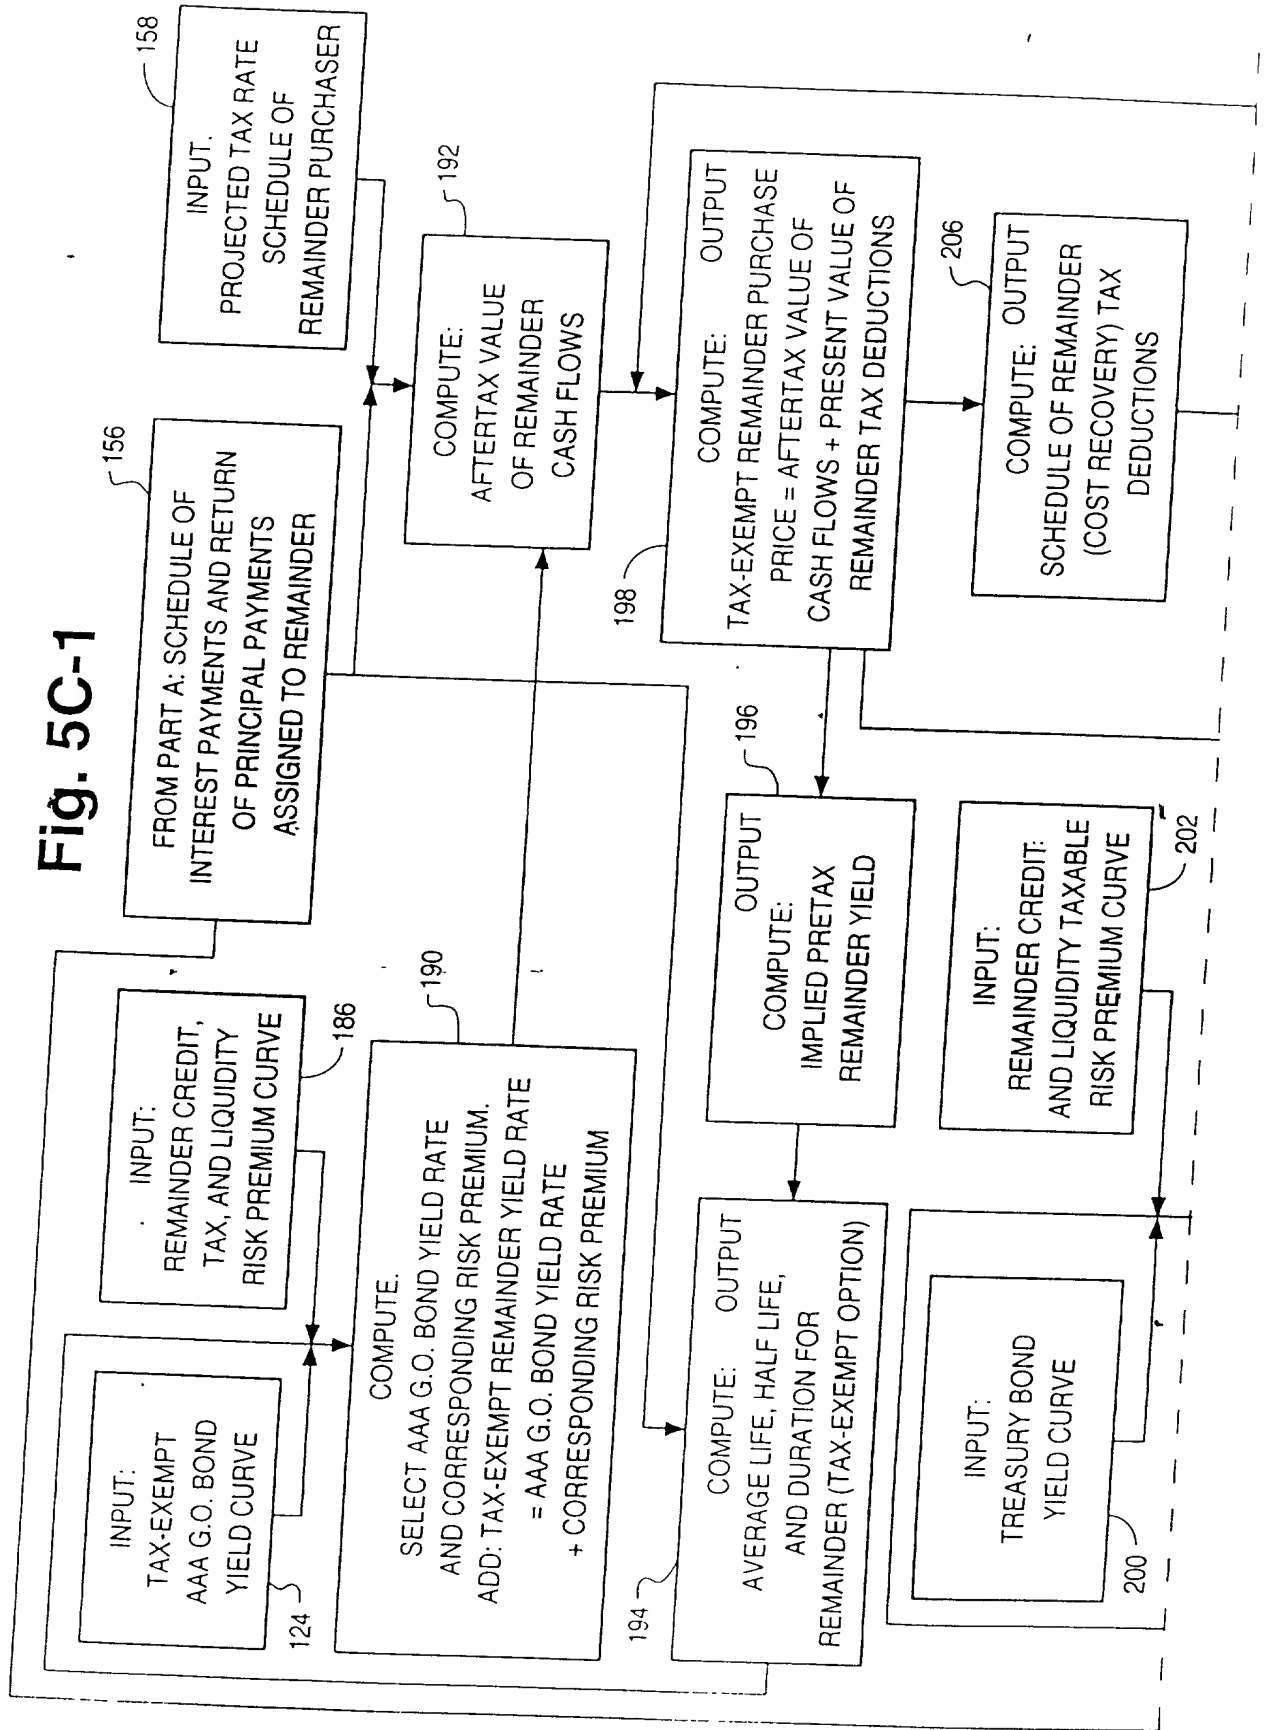 Fig. 5C-1
INPUT:
TAX-EXEMPT
AAA G.O. BOND
YIELD CURVE
124
INPUT:
REMAINDER CREDIT,
TAX, AND LIQUIDITY
RISK PREMIUM CURVE
186
FROM PART A: SCHEDULE OF
INTEREST PAYMENTS AND RETURN
OF PRINCIPAL PAYMENTS
ASSIGNED TO REMAINDER
156
INPUT.
PROJECTED TAX RATE
SCHEDULE OF
REMAINDER PURCHASER
158
COMPUTE.
SELECT AAA G.O. BOND YIELD RATE
AND CORRESPONDING RISK PREMIUM.
ADD: TAX-EXEMPT REMAINDER YIELD RATE
= AAA G.O. BOND YIELD RATE
+ CORRESPONDING RISK PREMIUM
190
COMPUTE:
AFTERTAX VALUE
OF REMAINDER
CASH FLOWS
192
COMPUTE: OUTPUT
AVERAGE LIFE, HALF LIFE,
AND DURATION FOR
REMAINDER (TAX-EXEMPT OPTION)
194
OUTPUT
COMPUTE:
IMPLIED PRETAX
REMAINDER YIELD
196
COMPUTE: OUTPUT
TAX-EXEMPT REMAINDER PURCHASE
PRICE = AFTERTAX VALUE OF
CASH FLOWS + PRESENT VALUE OF
REMAINDER TAX DEDUCTIONS
198
INPUT:
TREASURY BOND
YIELD CURVE
200
INPUT:
REMAINDER CREDIT:
AND LIQUIDITY TAXABLE
RISK PREMIUM CURVE
202
COMPUTE: OUTPUT
SCHEDULE OF REMAINDER
(COST RECOVERY) TAX
DEDUCTIONS
206